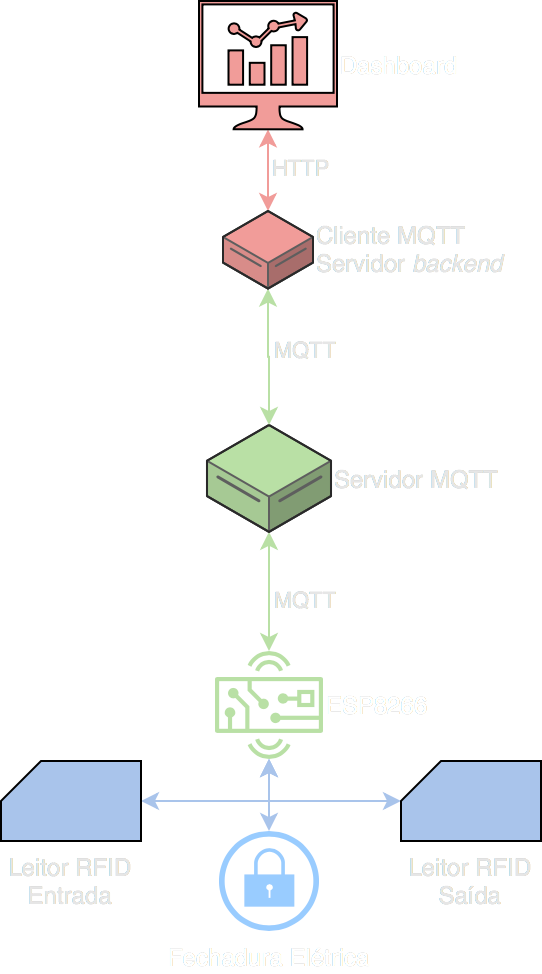 Dashboard
HTTP
Cliente MQTT
Servidor backend
MQTT
Servidor MQTT
MQTT
ESP8266
Leitor RFID
Entrada
Leitor RFID
Saída
Fechadura Elétrica